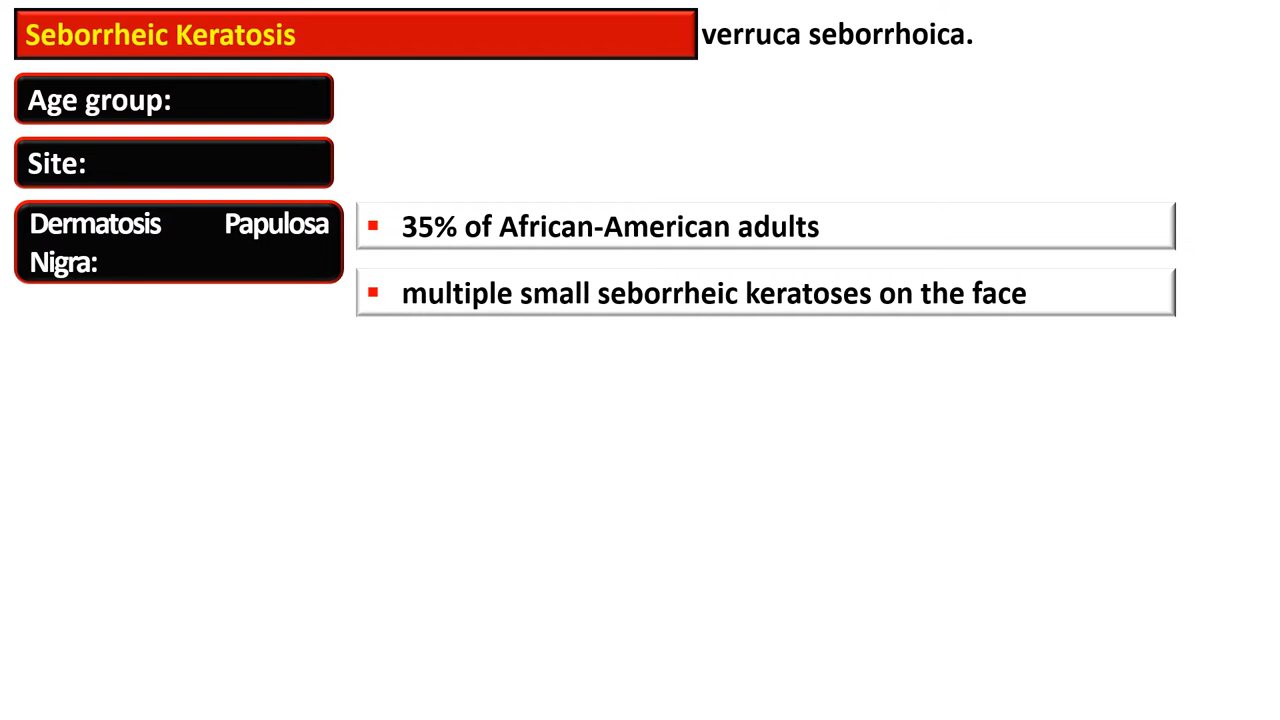 Seborrheic Keratosis verruca seborrhoica.
Age group:
Site:
Dermatosis Papulosa
Nigra:
▪ 35% of African-American adults
▪ multiple small seborrheic keratoses on the face